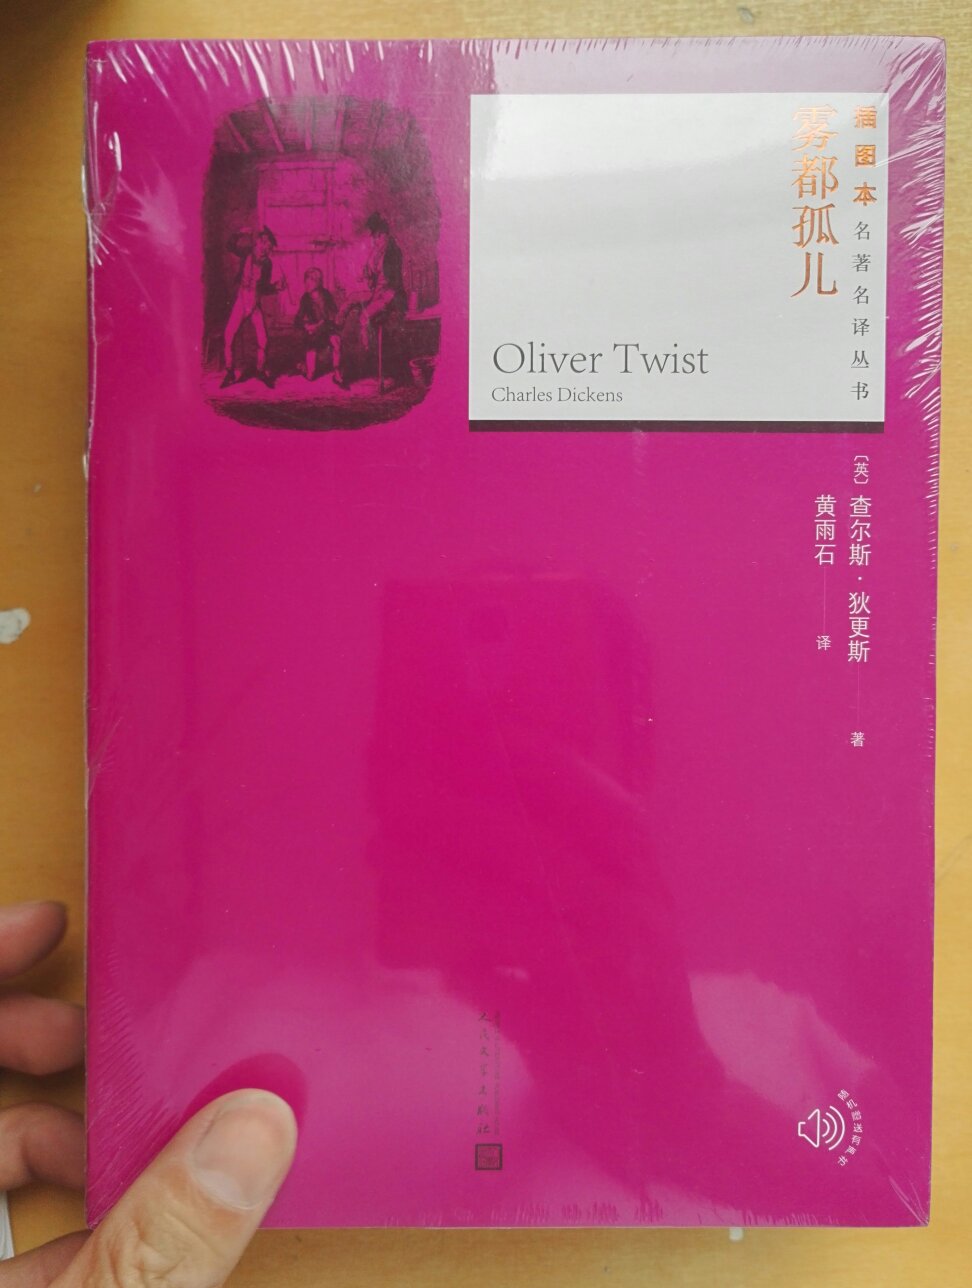 插图本名著名译丛书
雾都孤儿
Oliver Twist
Charles Dickens
〔英〕查尔斯·狄更斯 著
黄雨石 译
人民文学出版社